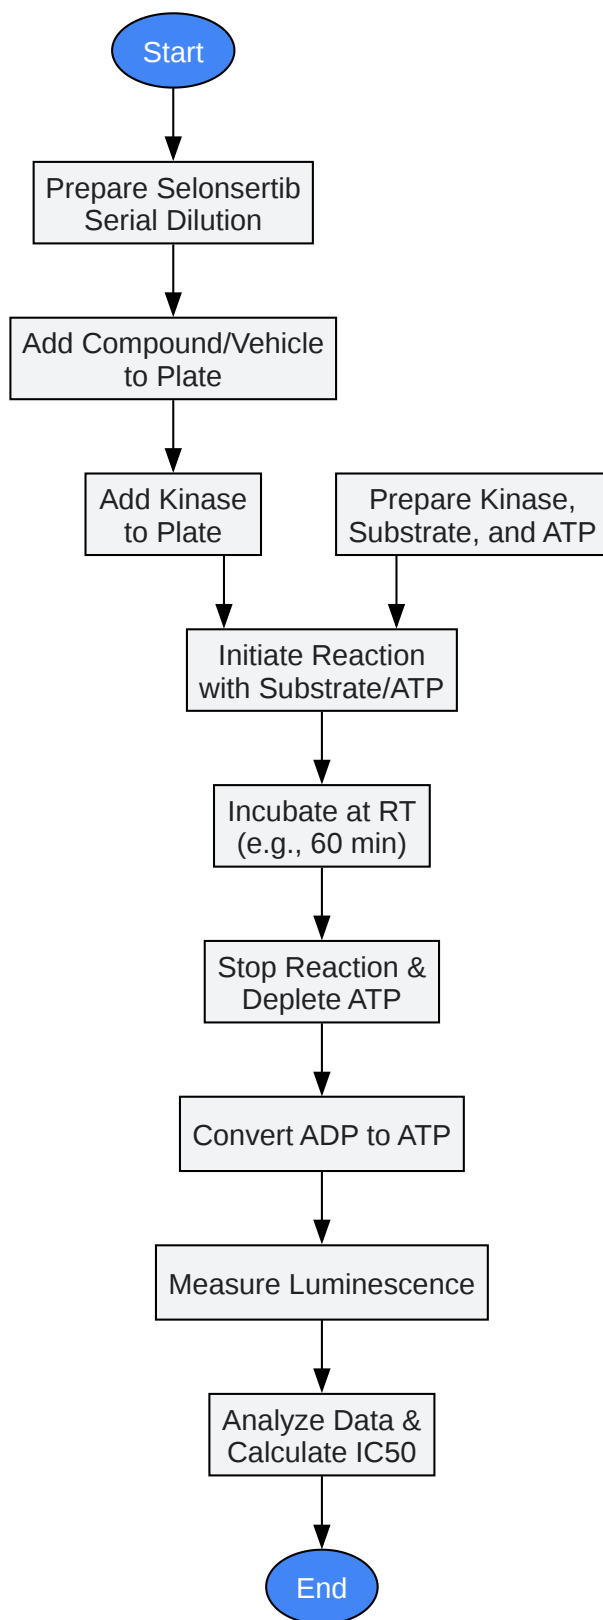 Start
Prepare Selonsertib
Serial Dilution
Add Compound/Vehicle
to Plate
Add Kinase
to Plate
Prepare Kinase,
Substrate, and ATP
Initiate Reaction
with Substrate/ATP
Incubate at RT
(e.g., 60 min)
Stop Reaction &
Deplete ATP
Convert ADP to ATP
Measure Luminescence
Analyze Data &
Calculate IC50
End